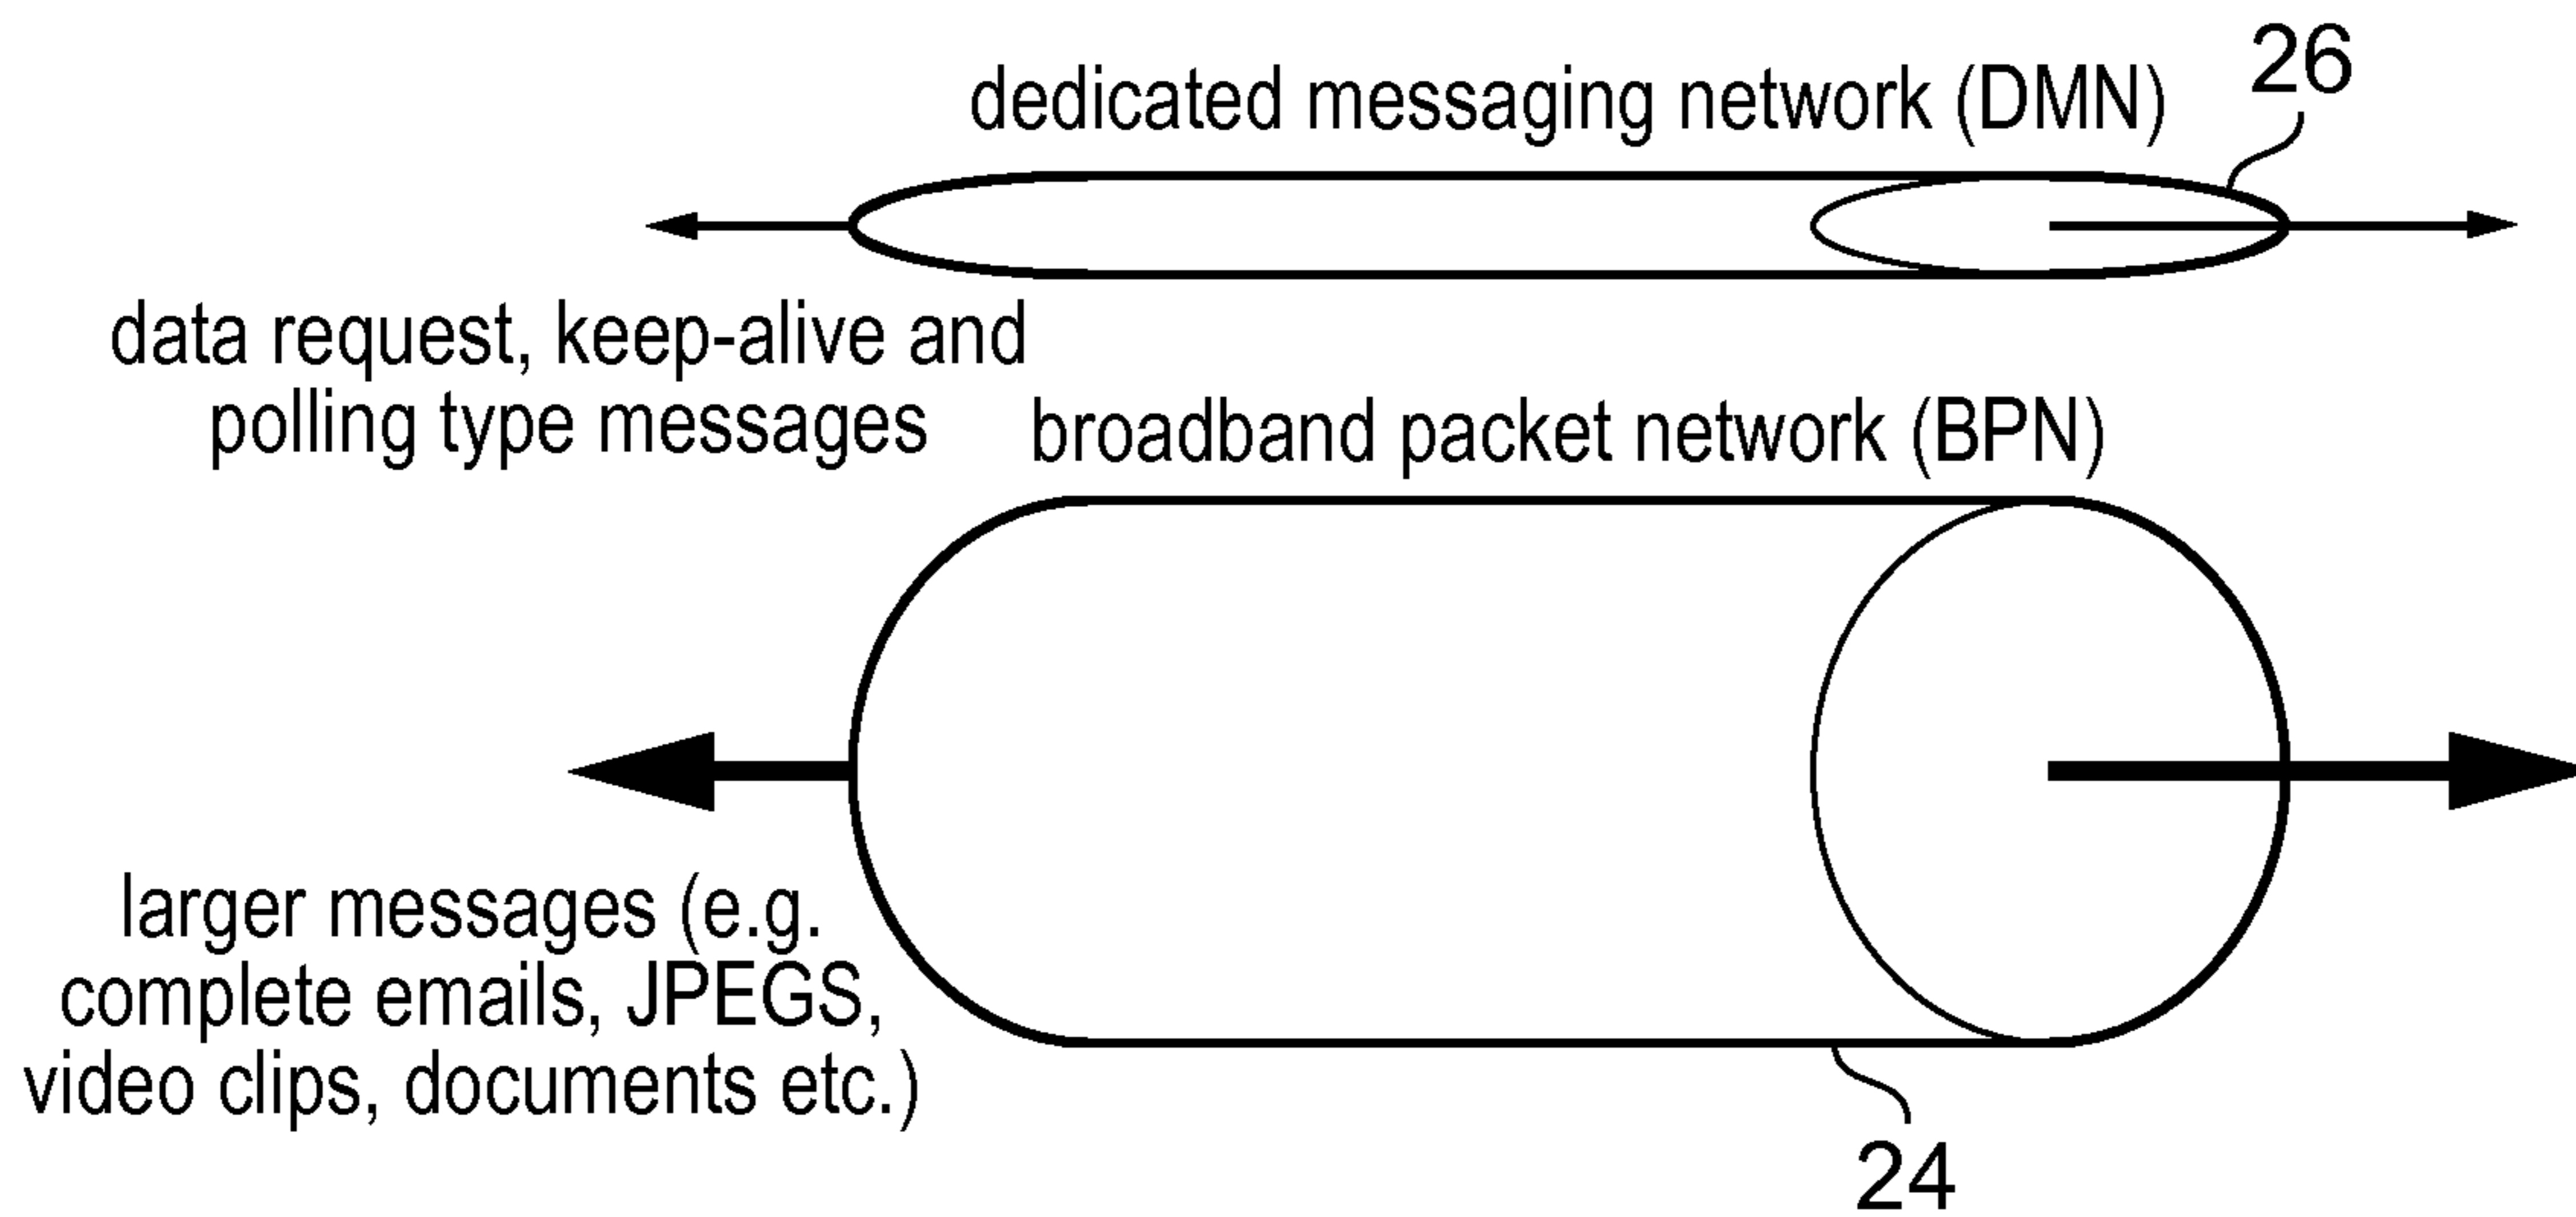 26
dedicated messaging network (DMN)
data request, keep-alive and
polling type messages
broadband packet network (BPN)
larger messages (e.g.
complete emails, JPEGS,
video clips, documents etc.)
24